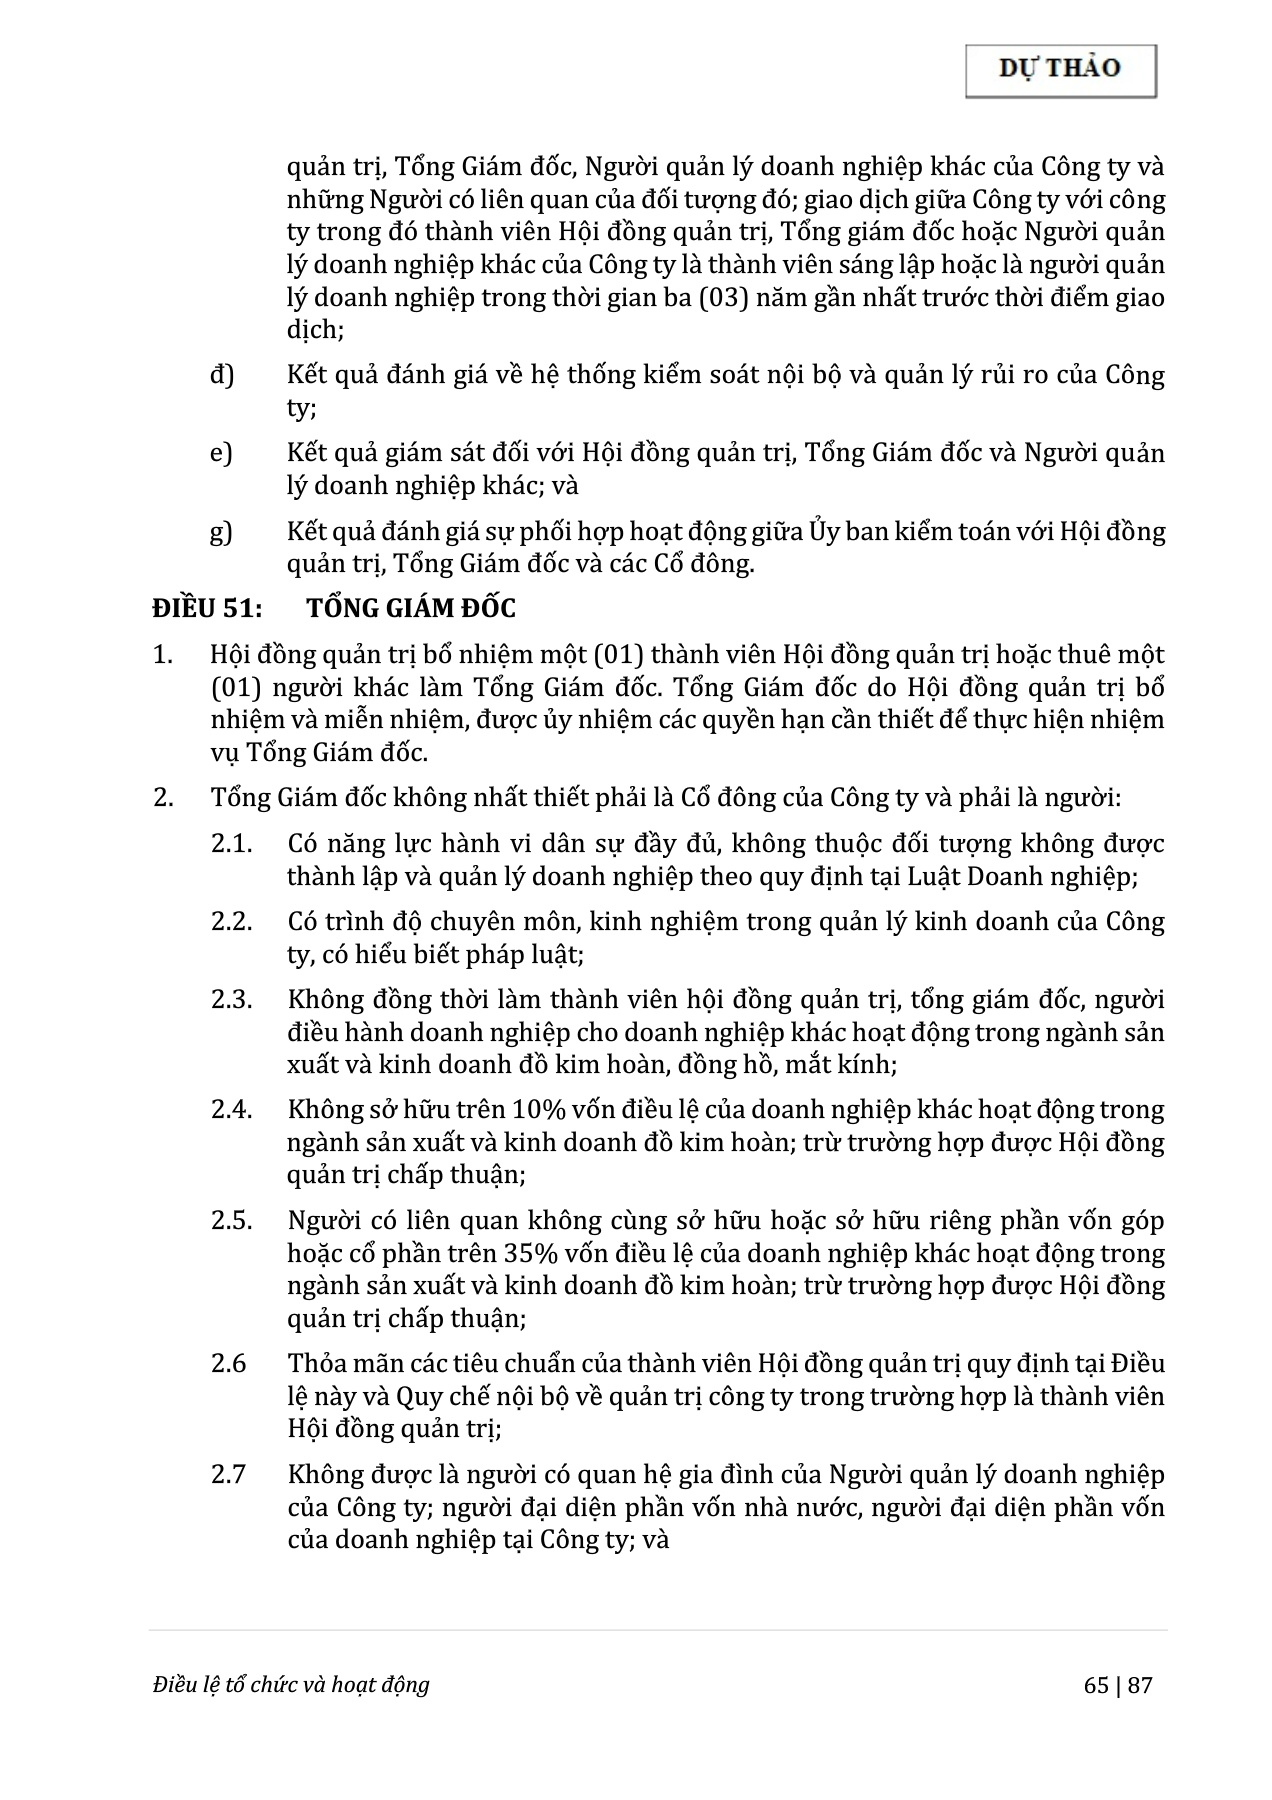 DỰ THẢO
quản trị, Tổng Giám đốc, Người quản lý doanh nghiệp khác của Công ty và
những Người có liên quan của đối tượng đó; giao dịch giữa Công ty với công
ty trong đó thành viên Hội đồng quản trị, Tổng giám đốc hoặc Người quản
lý doanh nghiệp khác của Công ty là thành viên sáng lập hoặc là người quản
lý doanh nghiệp trong thời gian ba (03) năm gần nhất trước thời điểm giao
dịch;
đ) Kết quả đánh giá về hệ thống kiểm soát nội bộ và quản lý rủi ro của Công
ty;
e) Kết quả giám sát đối với Hội đồng quản trị, Tổng Giám đốc và Người quản
lý doanh nghiệp khác; và
g) Kết quả đánh giá sự phối hợp hoạt động giữa Ủy ban kiểm toán với Hội đồng
quản trị, Tổng Giám đốc và các Cổ đông.
ĐIỀU 51: TỔNG GIÁM ĐỐC
1. Hội đồng quản trị bổ nhiệm một (01) thành viên Hội đồng quản trị hoặc thuê một
(01) người khác làm Tổng Giám đốc. Tổng Giám đốc do Hội đồng quản trị bổ
nhiệm và miễn nhiệm, được ủy nhiệm các quyền hạn cần thiết để thực hiện nhiệm
vụ Tổng Giám đốc.
2. Tổng Giám đốc không nhất thiết phải là Cổ đông của Công ty và phải là người:
2.1. Có năng lực hành vi dân sự đầy đủ, không thuộc đối tượng không được
thành lập và quản lý doanh nghiệp theo quy định tại Luật Doanh nghiệp;
2.2. Có trình độ chuyên môn, kinh nghiệm trong quản lý kinh doanh của Công
ty, có hiểu biết pháp luật;
2.3. Không đồng thời làm thành viên hội đồng quản trị, tổng giám đốc, người
điều hành doanh nghiệp cho doanh nghiệp khác hoạt động trong ngành sản
xuất và kinh doanh đồ kim hoàn, đồng hồ, mắt kính;
2.4. Không sở hữu trên 10% vốn điều lệ của doanh nghiệp khác hoạt động trong
ngành sản xuất và kinh doanh đồ kim hoàn; trừ trường hợp được Hội đồng
quản trị chấp thuận;
2.5. Người có liên quan không cùng sở hữu hoặc sở hữu riêng phần vốn góp
hoặc cổ phần trên 35% vốn điều lệ của doanh nghiệp khác hoạt động trong
ngành sản xuất và kinh doanh đồ kim hoàn; trừ trường hợp được Hội đồng
quản trị chấp thuận;
2.6 Thỏa mãn các tiêu chuẩn của thành viên Hội đồng quản trị quy định tại Điều
lệ này và Quy chế nội bộ về quản trị công ty trong trường hợp là thành viên
Hội đồng quản trị;
2.7 Không được là người có quan hệ gia đình của Người quản lý doanh nghiệp
của Công ty; người đại diện phần vốn nhà nước, người đại diện phần vốn
của doanh nghiệp tại Công ty; và
Điều lệ tổ chức và hoạt động 65 | 87